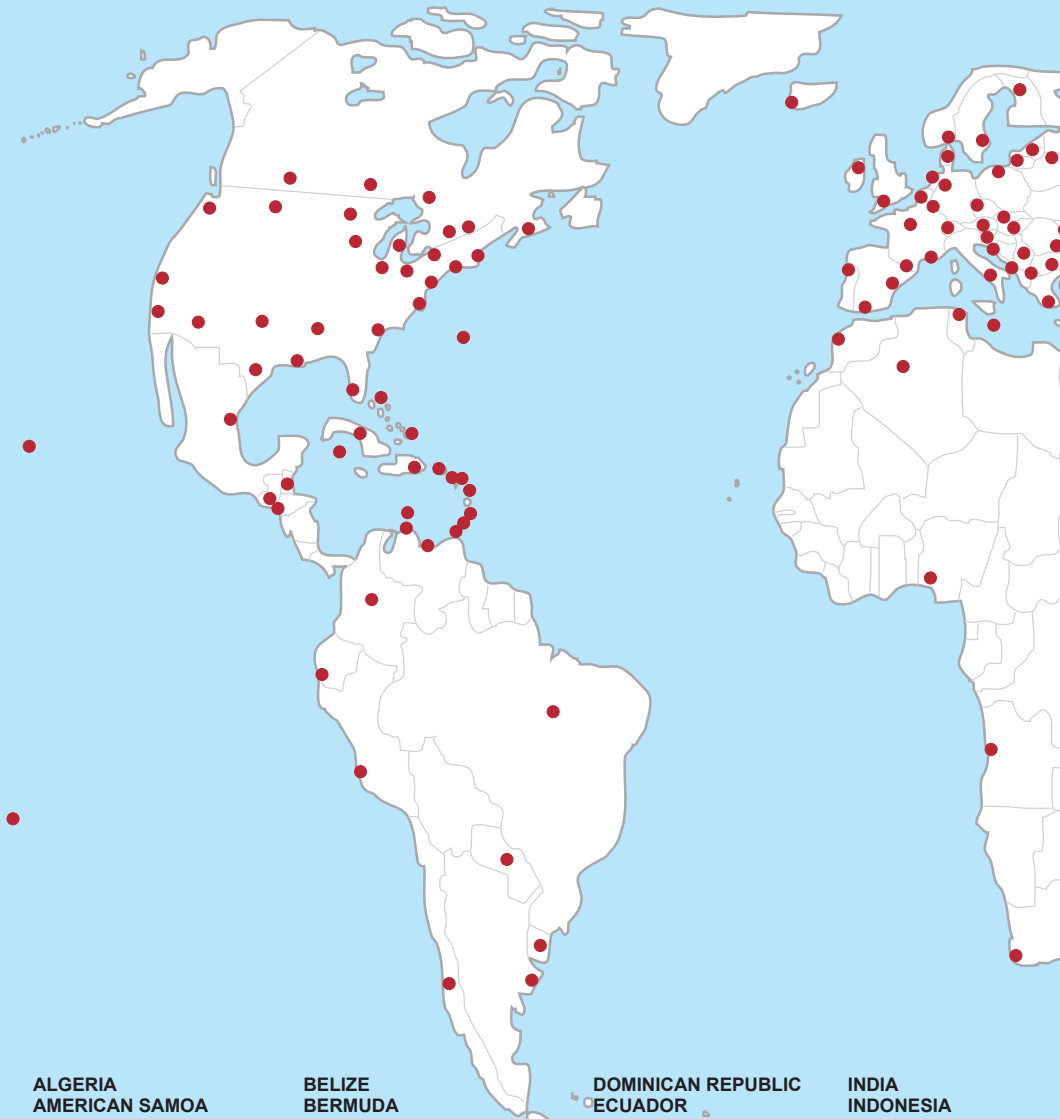 ALGERIA
AMERICAN SAMOA
BELIZE
BERMUDA
DOMINICAN REPUBLIC
ECUADOR
INDIA
INDONESIA